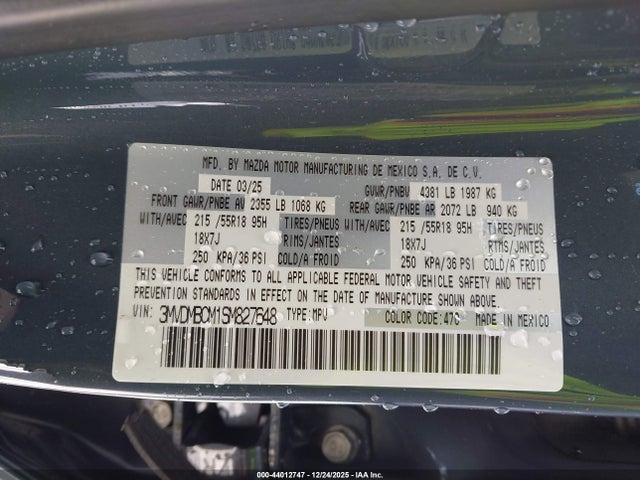 MFD. BY MAZDA MOTOR MANUFACTURING DE MEXICO S.A. DE C.V.
DATE 03/25 GVWR/PNBV 4381 LB 1987 KG
FRONT GAWR/PNBE AV 2355 LB 1068 KG REAR GAWR/PNBE AR 2072 LB 940 KG
WITH/AVEC 215 /55R18 95H TIRES/PNEUS WITH/AVEC 215 /55R18 95H TIRES/PNEUS
18X7J RIMS/JANTES 18X7J RIMS/JANTES
250 KPA/36 PSI COLD/A FROID 250 KPA/36 PSI COLD/A FROID
THIS VEHICLE CONFORMS TO ALL APPLICABLE FEDERAL MOTOR VEHICLE SAFETY AND THEFT
PREVENTION STANDARDS IN EFFECT ON THE DATE OF MANUFACTURE SHOWN ABOVE.
VIN: 3MVDMBCM1SM827648 TYPE:MPV COLOR CODE:47C MADE IN MEXICO
000-44012747 - 12/24/2025 - IAA Inc.